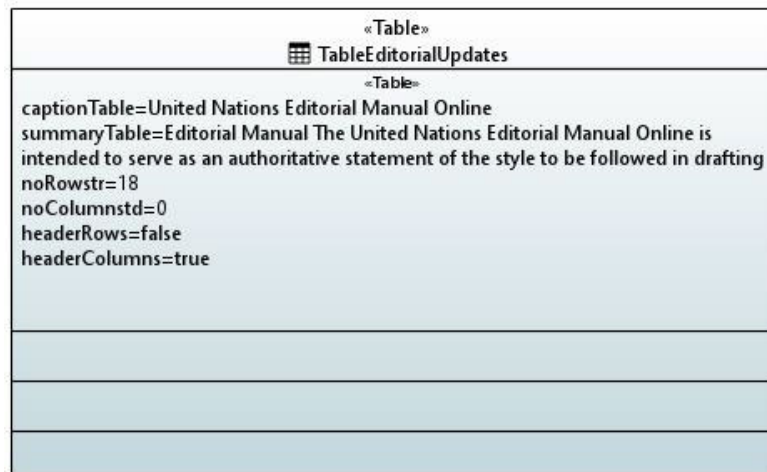 «Table»
TableEditorialUpdates
«Table»
captionTable=United Nations Editorial Manual Online
summaryTable=Editorial Manual The United Nations Editorial Manual Online is
intended to serve as an authoritative statement of the style to be followed in drafting
noRowstr=18
noColumnstd=0
headerRows=false
headerColumns=true